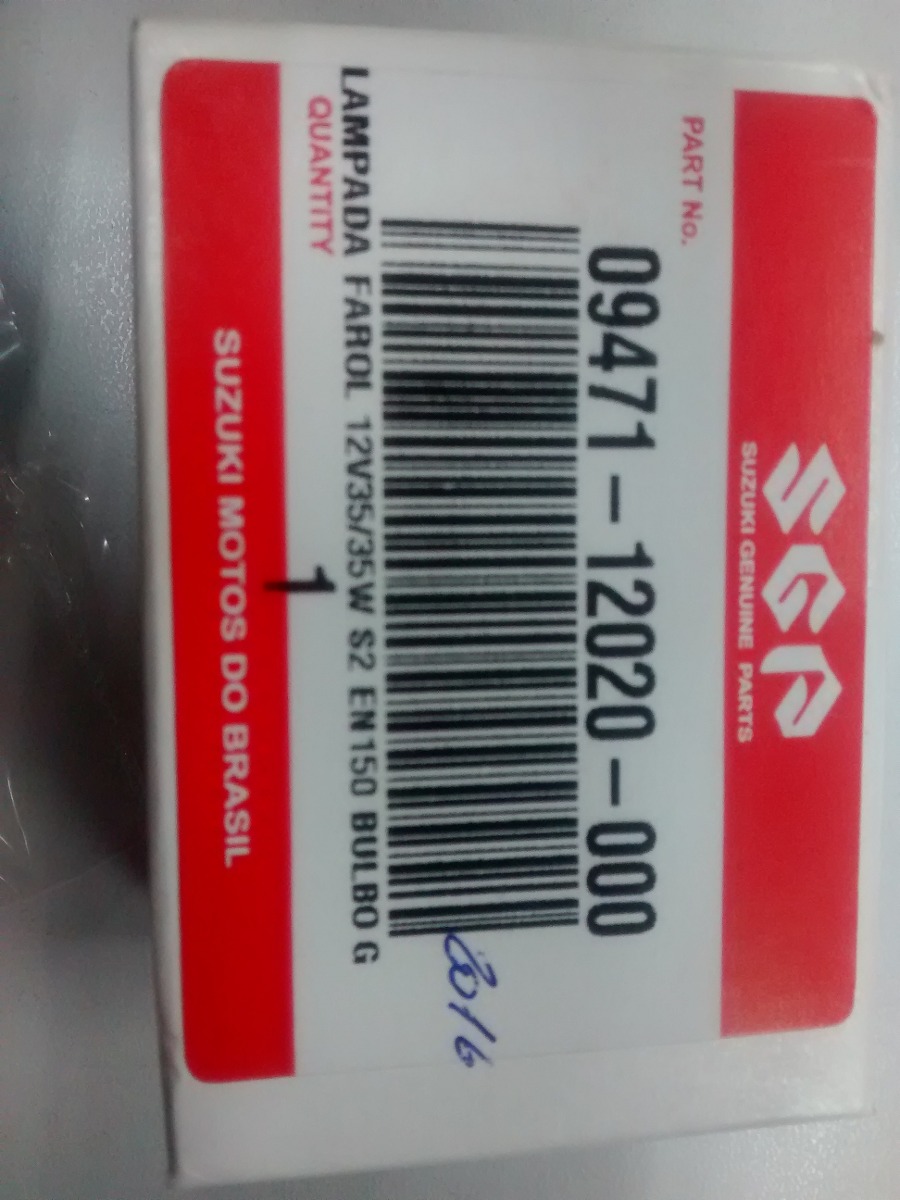 SGP
SUZUKI GENUINE PARTS
PART No.
09471-12020-000
2016
LAMPADA FAROL 12V35/35W S2 EN150 BULBO G
QUANTITY
1
SUZUKI MOTOS DO BRASIL